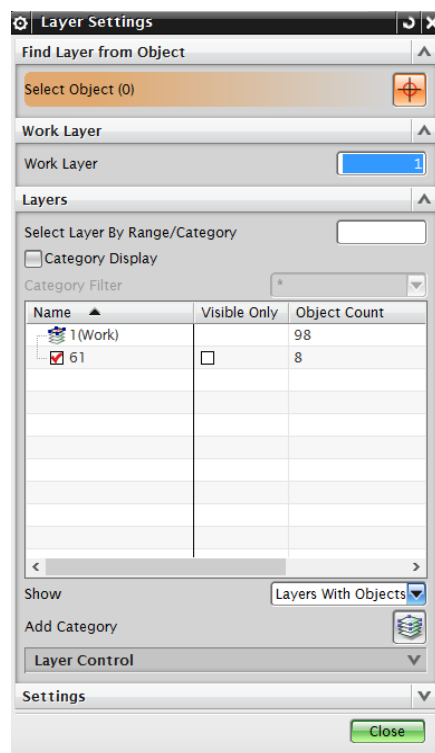 Layer Settings
Find Layer from Object
Select Object (0)
Work Layer
Work Layer 1
Layers
Select Layer By Range/Category
Category Display
Category Filter *
Name Visible Only Object Count
1(Work) 98
61 8
Show Layers With Objects
Add Category
Layer Control
Settings
Close